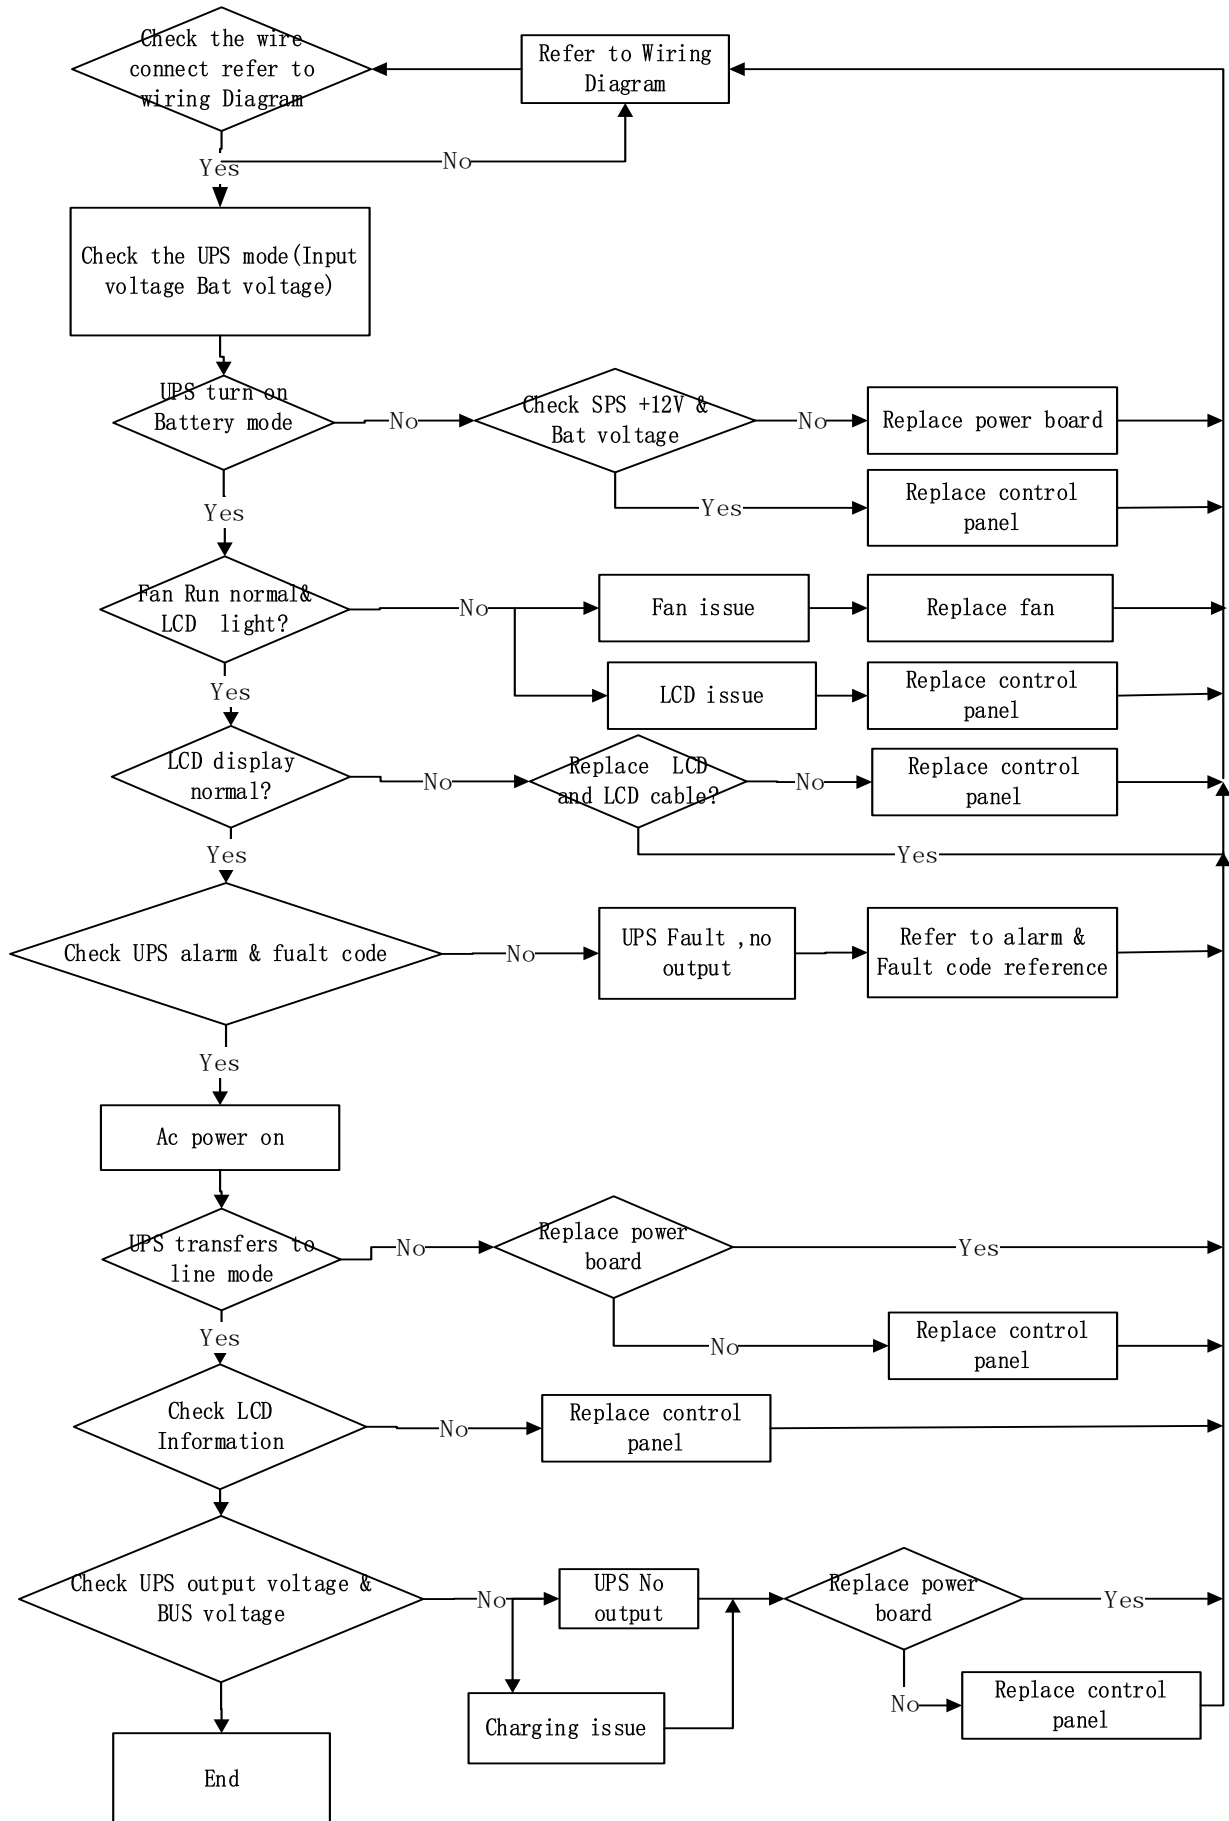 Check the wire
connect refer to
wiring Diagram
Refer to Wiring
Diagram
Yes
No
Check the UPS mode(Input
voltage Bat voltage)
UPS turn on
Battery mode
No
Check SPS +12V &
Bat voltage
No
Replace power board
Yes
Replace control
panel
Yes
Fan Run normal&
LCD light?
No
Fan issue
Replace fan
LCD issue
Replace control
panel
Yes
LCD display
normal?
No
Replace LCD
and LCD cable?
No
Replace control
panel
Yes
Yes
Check UPS alarm & fualt code
No
UPS Fault ,no
output
Refer to alarm &
Fault code reference
Yes
Ac power on
UPS transfers to
line mode
No
Replace power
board
Yes
No
Replace control
panel
Yes
Check LCD
Information
No
Replace control
panel
Check UPS output voltage &
BUS voltage
No
UPS No
output
Replace power
board
Yes
Charging issue
No
Replace control
panel
End